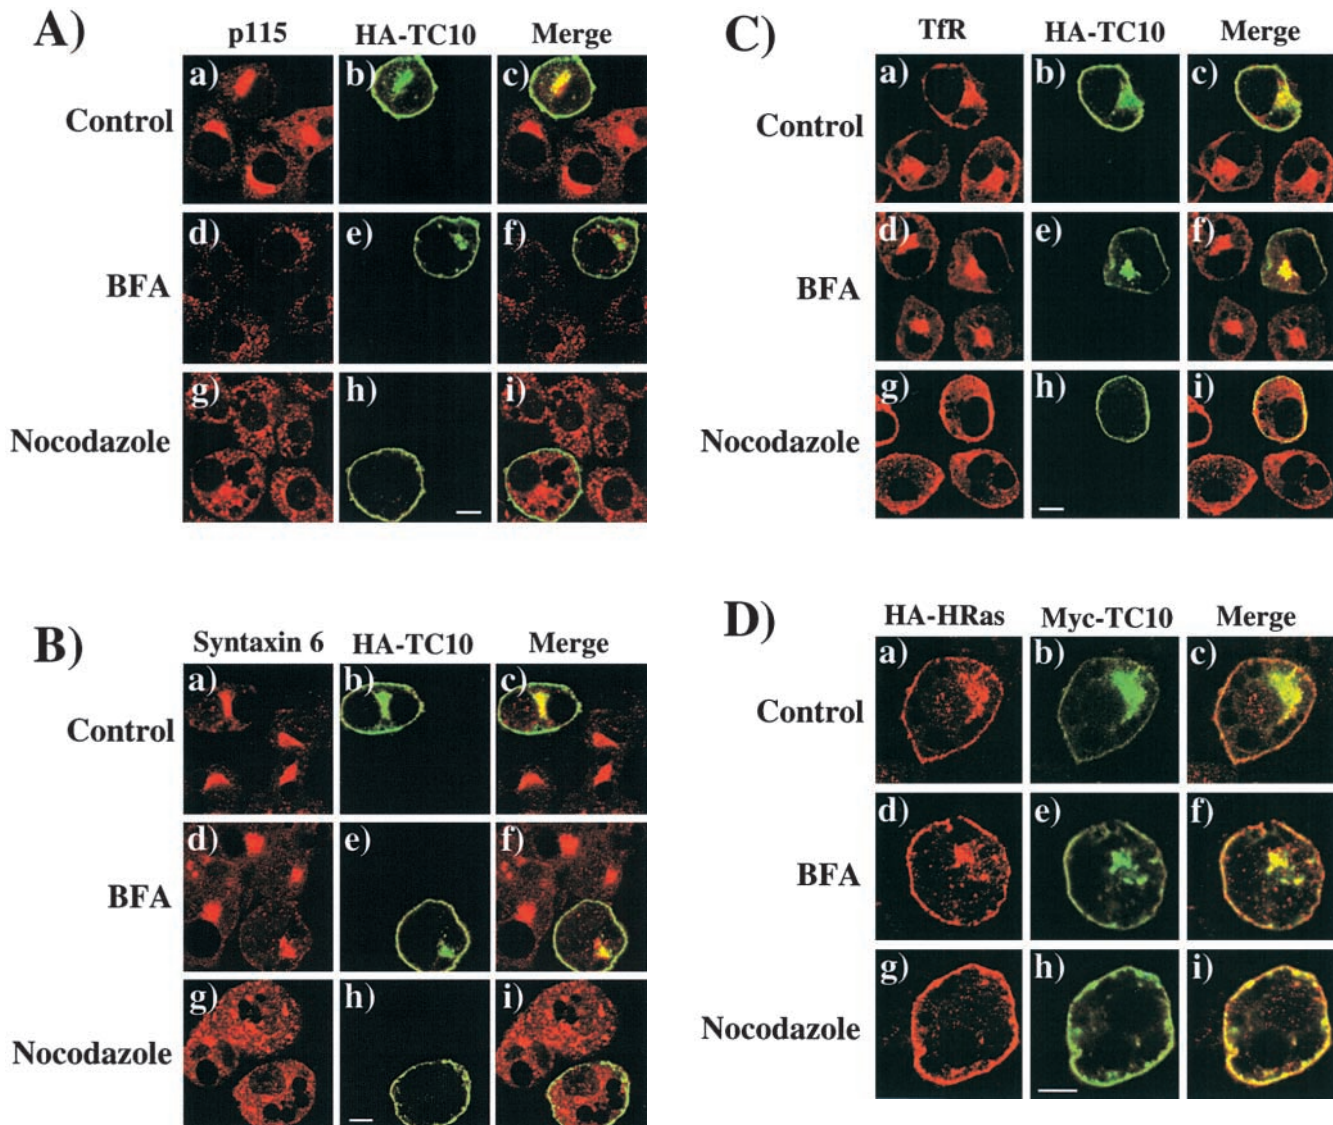 A)
p115 HA-TC10 Merge
Control
a) b) c)
BFA
d) e) f)
Nocodazole
g) h) i)
B)
Syntaxin 6 HA-TC10 Merge
Control
a) b) c)
BFA
d) e) f)
Nocodazole
g) h) i)
C)
TfR HA-TC10 Merge
Control
a) b) c)
BFA
d) e) f)
Nocodazole
g) h) i)
D)
HA-HRas Myc-TC10 Merge
Control
a) b) c)
BFA
d) e) f)
Nocodazole
g) h) i)